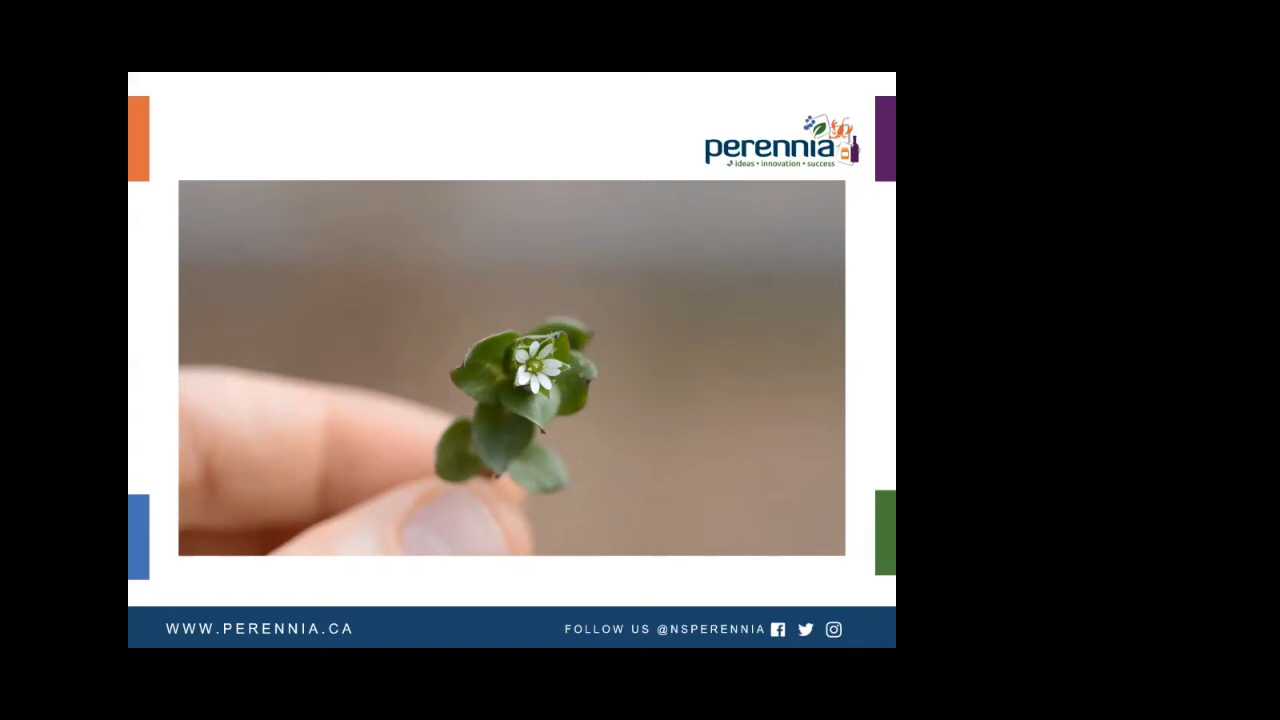 perennia
ideas • innovation • success
WWW.PERENNIA.CA
FOLLOW US @NSPERENNIA